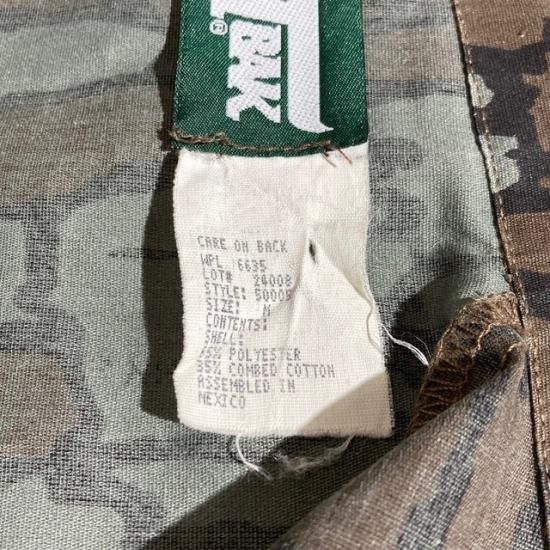 BAK
®
CARE ON BACK
WPL 6635
LOT# 24008
STYLE: 50005
SIZE: M
CONTENTS:
SHELL:
POLYESTER
35% COMBED COTTON
ASSEMBLED IN
MEXICO